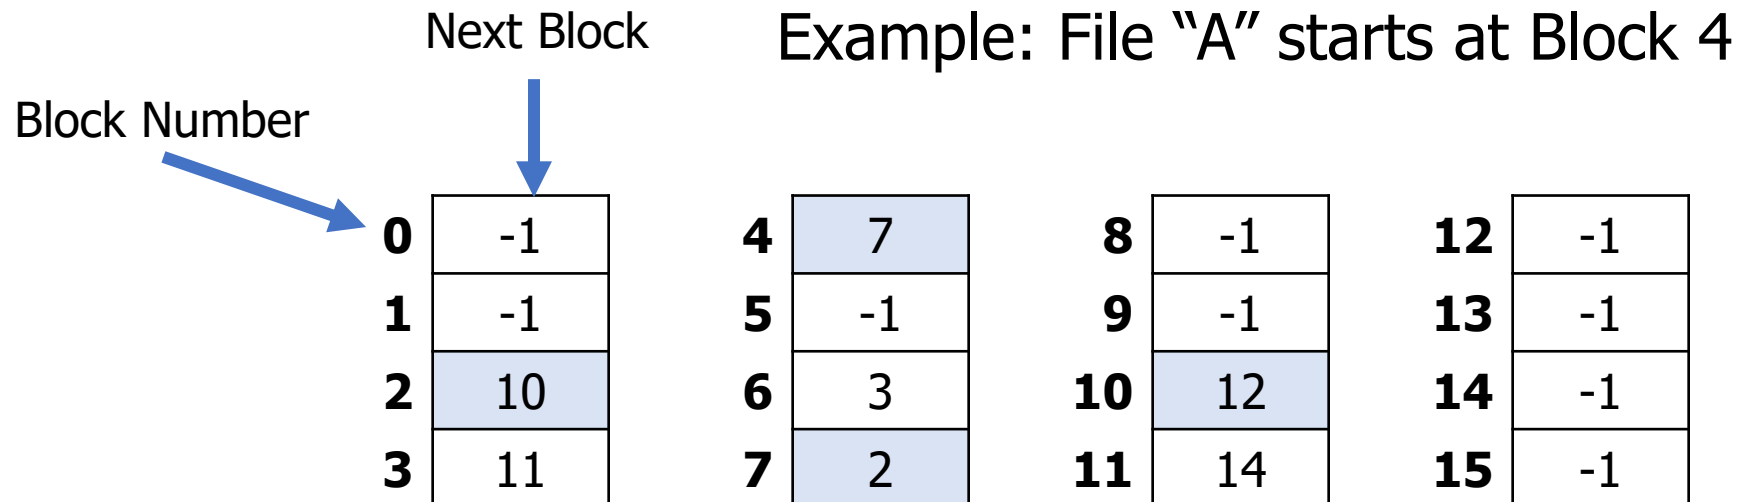 Next Block
Example: File “A” starts at Block 4
Block Number
0 -1 4 7 8 -1 12 -1
1 -1 5 -1 9 -1 13 -1
2 10 6 3 10 12 14 -1
3 11 7 2 11 14 15 -1